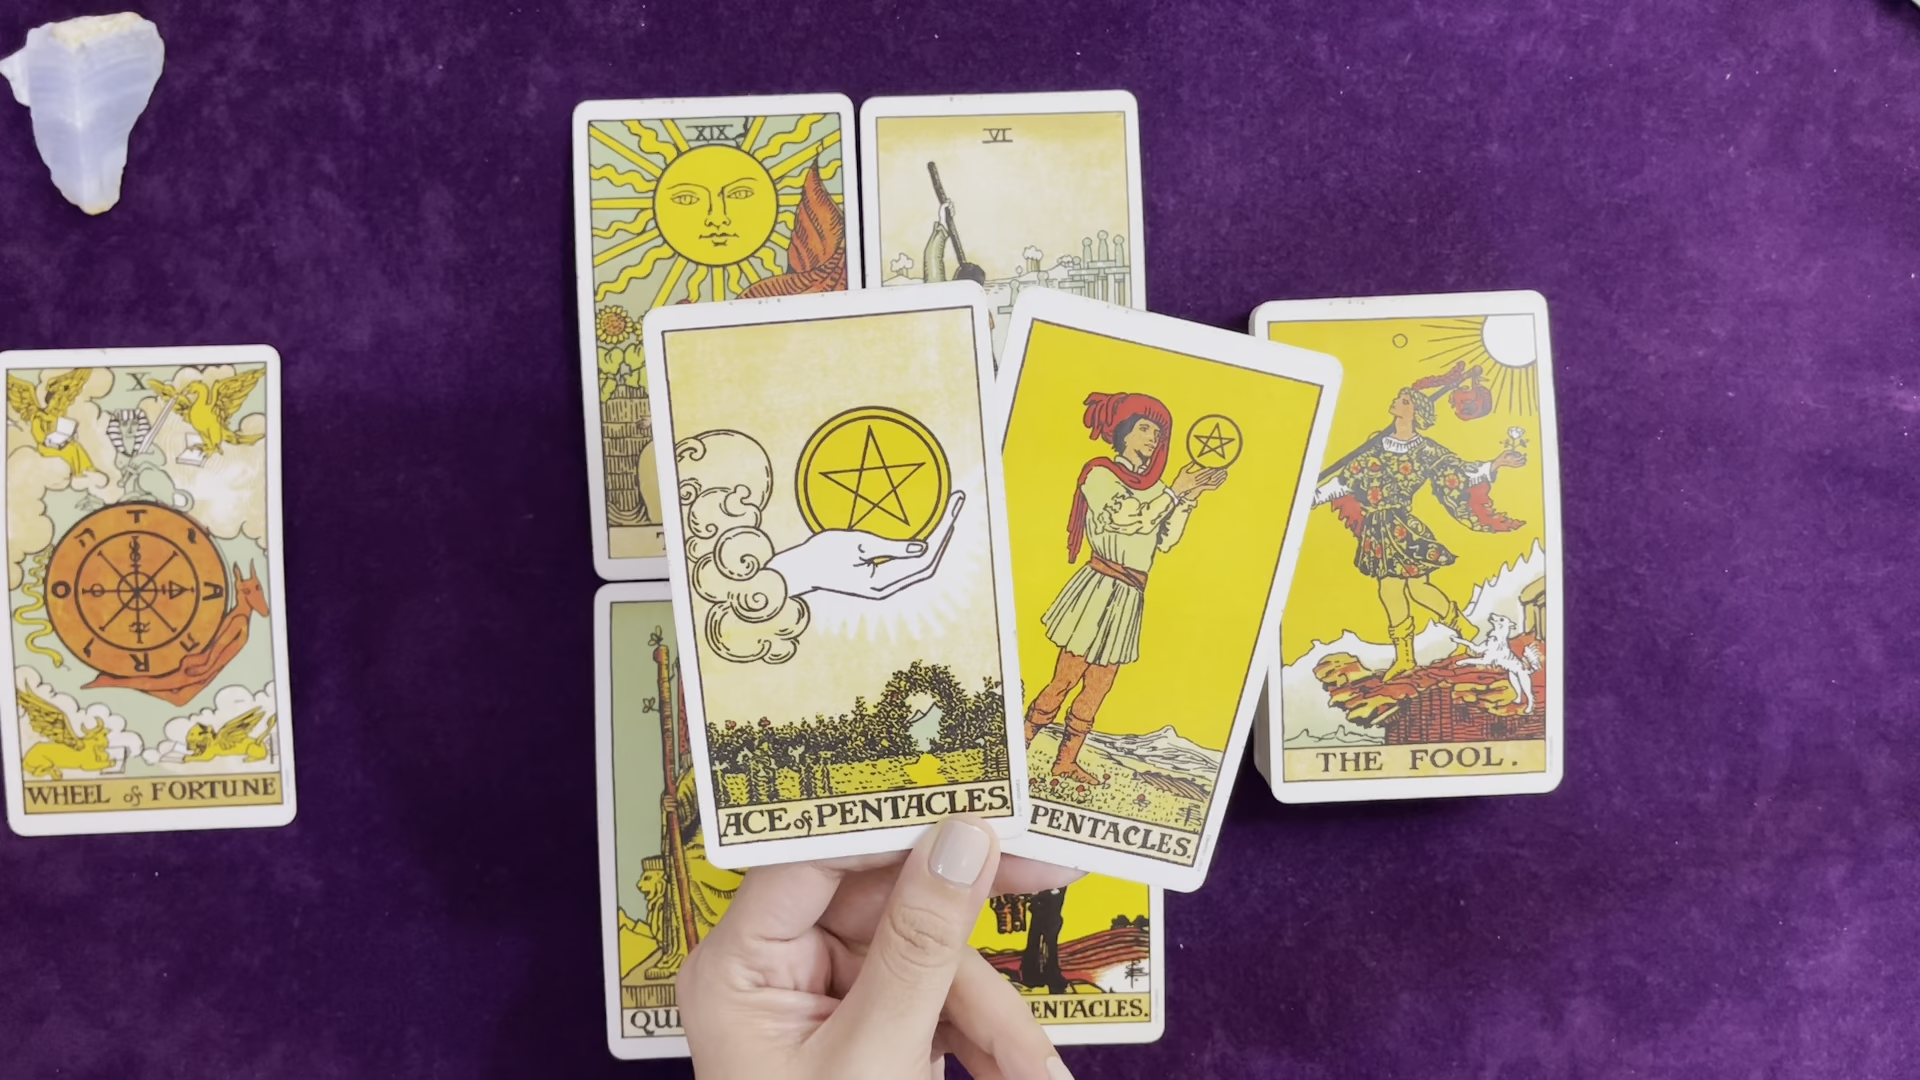 XIX
VI
X
WHEEL of FORTUNE
T
A
R
O
ACE of PENTACLES.
PENTACLES.
THE FOOL.
QU
ENTACLES.